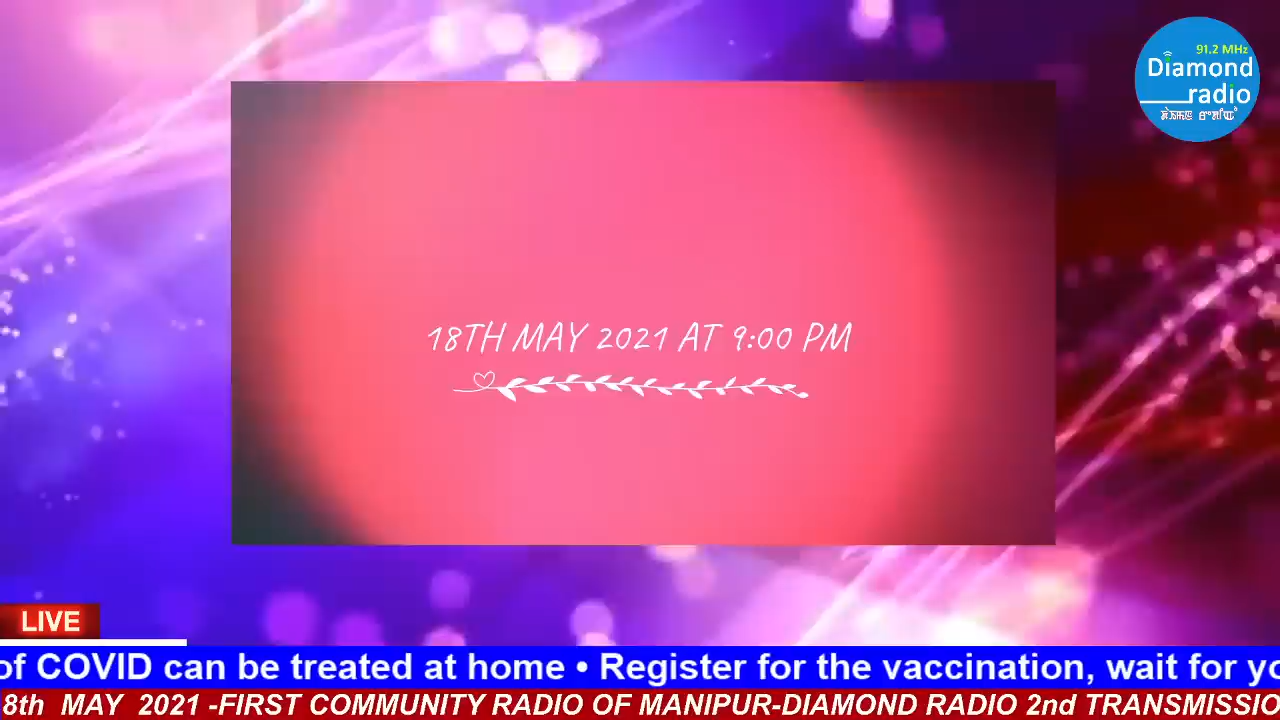 91.2 MHz
Diamond
radio
18TH MAY 2021 AT 9:00 PM
LIVE
of COVID can be treated at home • Register for the vaccination, wait for yo
8th MAY 2021 -FIRST COMMUNITY RADIO OF MANIPUR-DIAMOND RADIO 2nd TRANSMISSIO